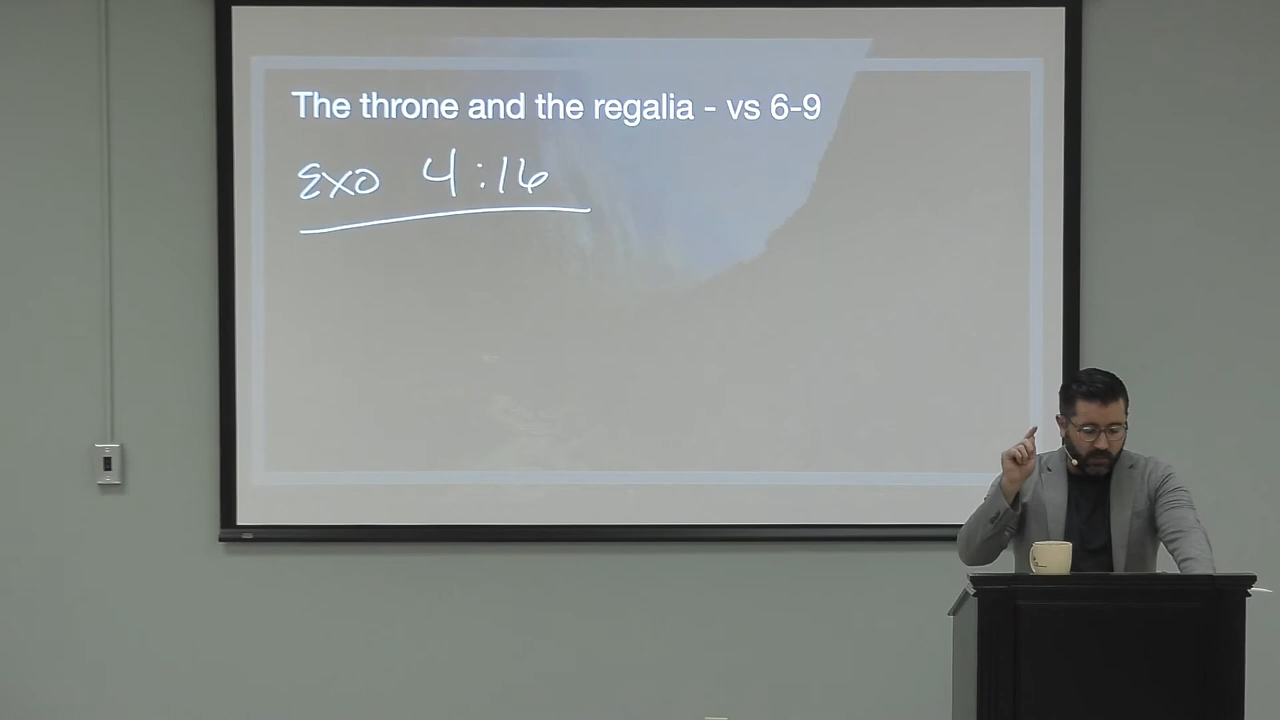 The throne and the regalia - vs 6-9
Exo 4:16